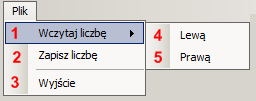 Plik
1 Wczytaj liczbę
2 Zapisz liczbę
3 Wyjście
4 Lewą
5 Prawą